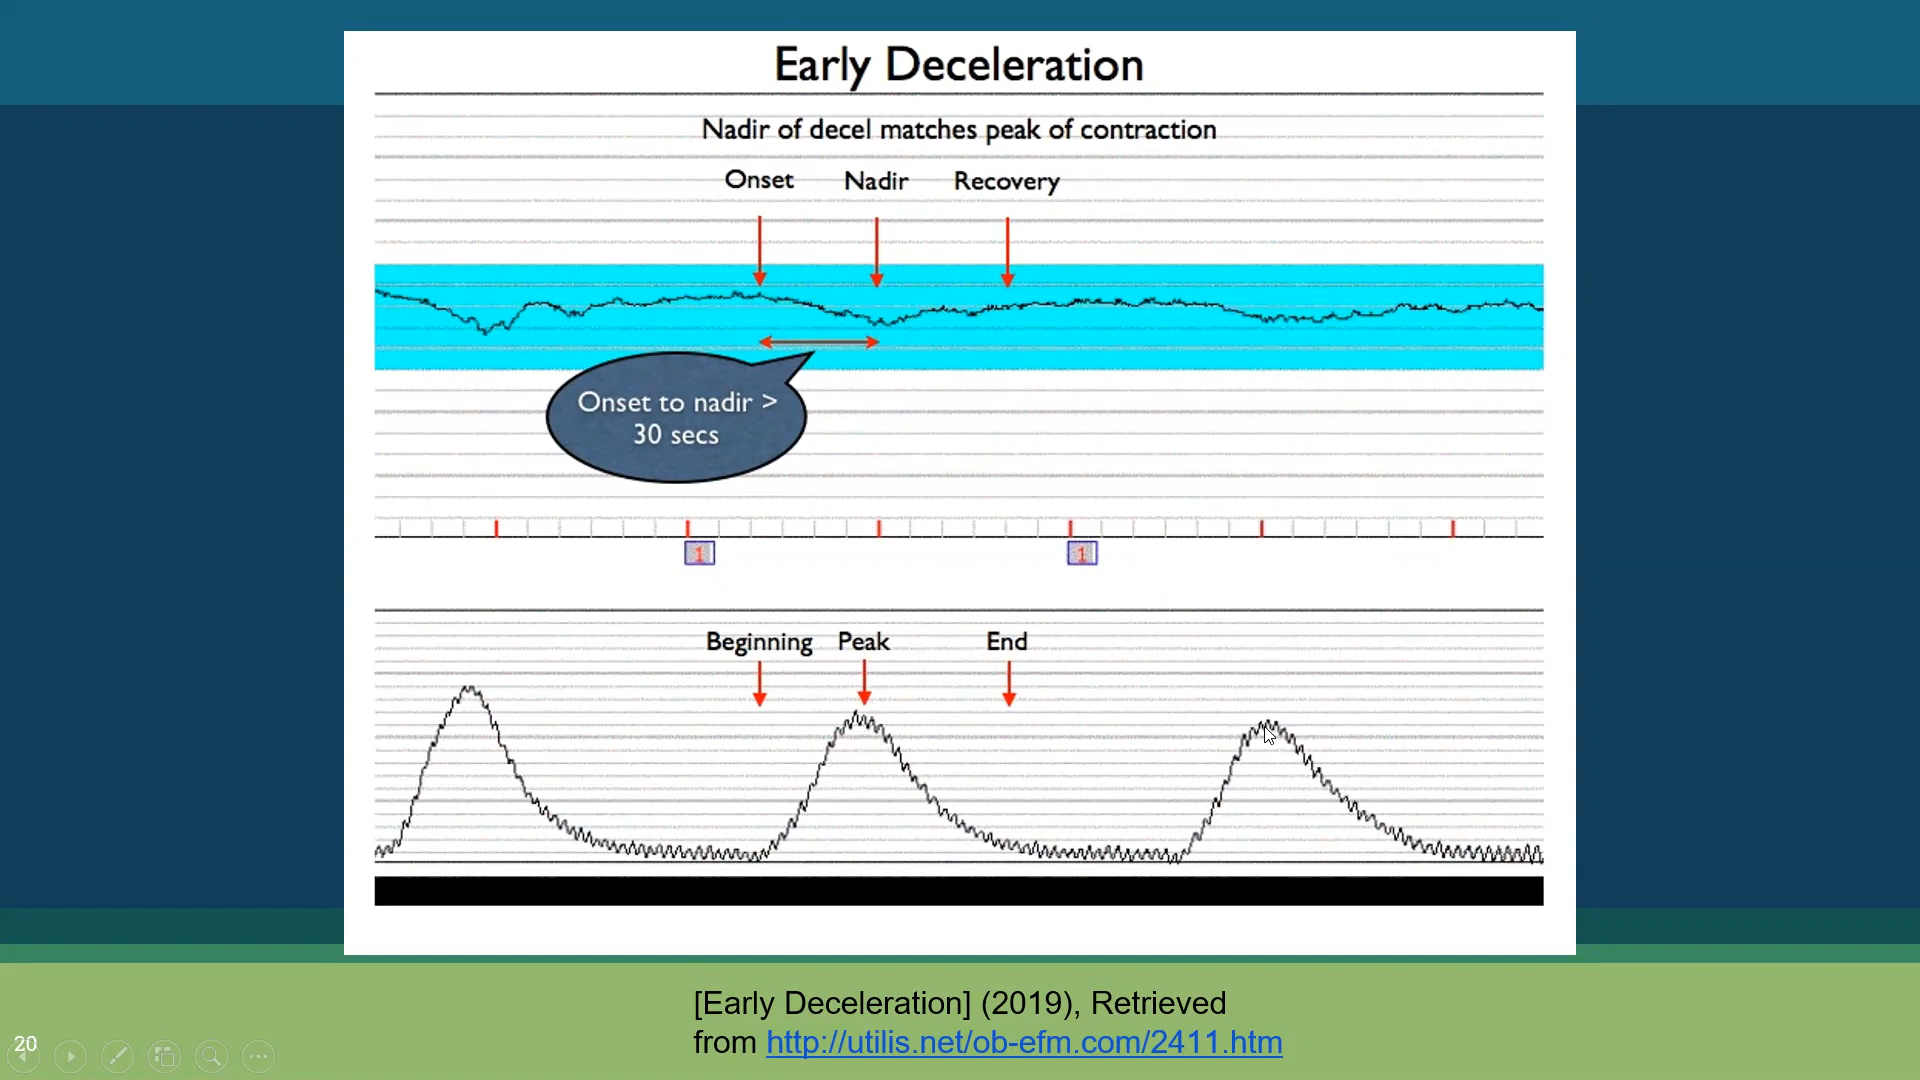 Early Deceleration
Nadir of decel matches peak of contraction
Onset Nadir Recovery
Onset to nadir >
30 secs
1 1
Beginning Peak End
[Early Deceleration] (2019), Retrieved
from http://utilis.net/ob-efm.com/2411.htm
20